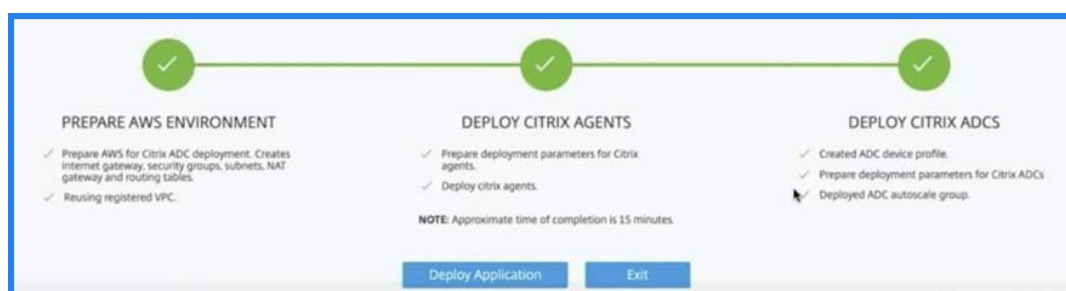 PREPARE AWS ENVIRONMENT
Prepare AWS for Citrix ADC deployment. Creates
internet gateway, security groups, subnets, NAT
gateway and routing tables.
Reusing registered VPC.
DEPLOY CITRIX AGENTS
Prepare deployment parameters for Citrix
agents.
Deploy citrix agents.
NOTE: Approximate time of completion is 15 minutes.
DEPLOY CITRIX ADCS
Created ADC device profile.
Prepare deployment parameters for Citrix ADCs
Deployed ADC autoscale group.
Deploy Application
Exit